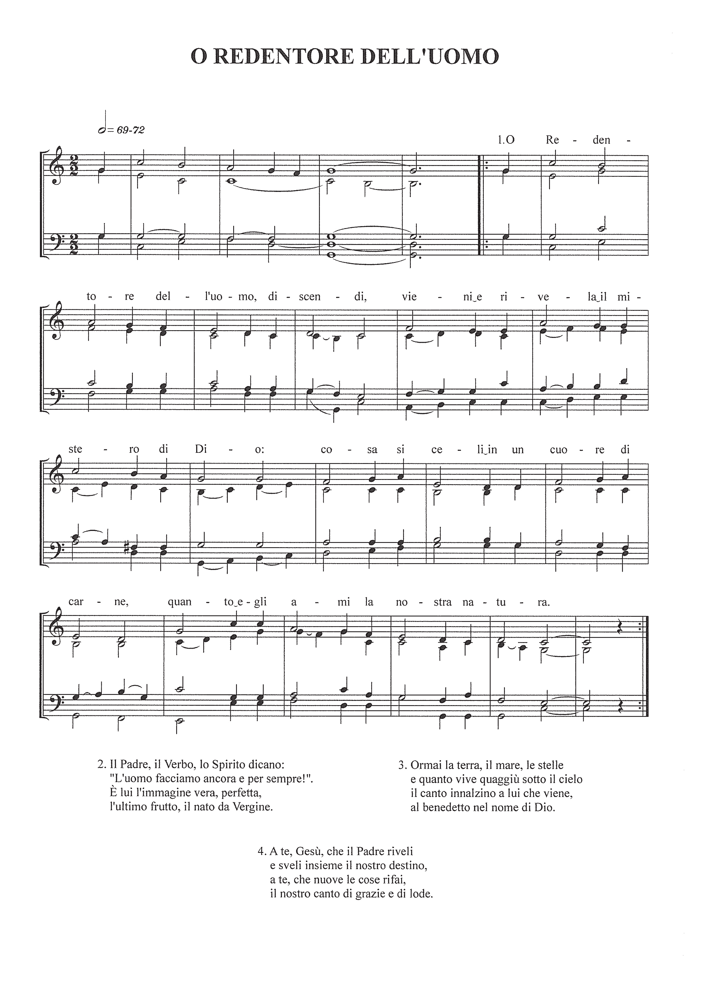 O REDENTORE DELL'UOMO
= 69-72
1.O Re - den -
to - re del - l'uo - mo, di - scen - di, vie - ni‿e ri - ve - la‿il mi -
ste - ro di Di - o: co - sa si ce - li‿in un cuo - re di
car - ne, quan - to‿e - gli a - mi la no - stra na - tu - ra.
2. Il Padre, il Verbo, lo Spirito dicano:
"L'uomo facciamo ancora e per sempre!".
È lui l'immagine vera, perfetta,
l'ultimo frutto, il nato da Vergine.
3. Ormai la terra, il mare, le stelle
e quanto vive quaggiù sotto il cielo
il canto innalzino a lui che viene,
al benedetto nel nome di Dio.
4. A te, Gesù, che il Padre riveli
e sveli insieme il nostro destino,
a te, che nuove le cose rifai,
il nostro canto di grazie e di lode.